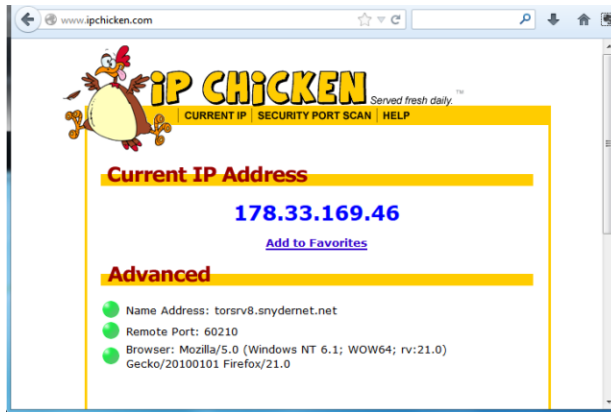 www.ipchicken.com
iP CHiCKEN Served fresh daily. ™
CURRENT IP | SECURITY PORT SCAN | HELP
Current IP Address
178.33.169.46
Add to Favorites
Advanced
Name Address: torsrv8.snydernet.net
Remote Port: 60210
Browser: Mozilla/5.0 (Windows NT 6.1; WOW64; rv:21.0)
Gecko/20100101 Firefox/21.0